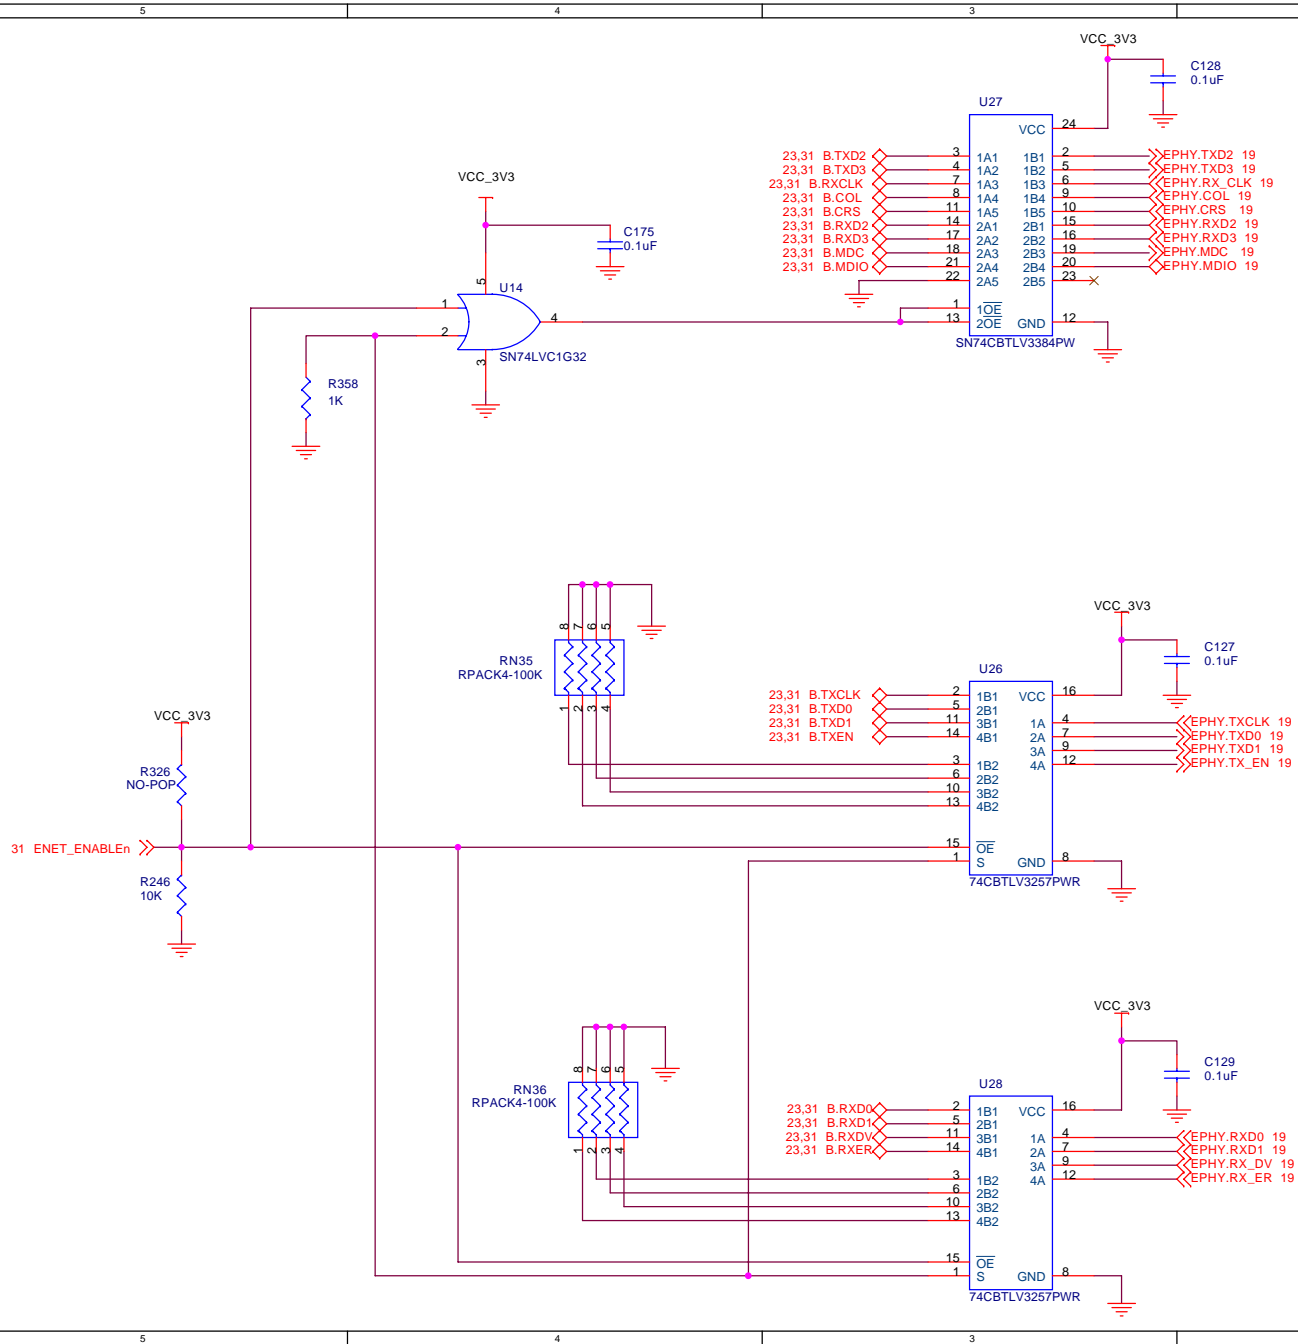 5 4 3
VCC_3V3
C128
0.1uF
U27
VCC 24
23,31 B.TXD2 3 1A1 1B1 2 EPHY.TXD2 19
23,31 B.TXD3 4 1A2 1B2 5 EPHY.TXD3 19
23,31 B.RXCLK 7 1A3 1B3 6 EPHY.RX_CLK 19
23,31 B.COL 8 1A4 1B4 9 EPHY.COL 19
23,31 B.CRS 11 1A5 1B5 10 EPHY.CRS 19
23,31 B.RXD2 14 2A1 2B1 15 EPHY.RXD2 19
23,31 B.RXD3 17 2A2 2B2 16 EPHY.RXD3 19
23,31 B.MDC 18 2A3 2B3 19 EPHY.MDC 19
23,31 B.MDIO 21 2A4 2B4 20 EPHY.MDIO 19
22 2A5 2B5 23
1 1OE
13 2OE GND 12
SN74CBTLV3384PW
VCC_3V3
C175
0.1uF
5
U14
1
2
4
3
SN74LVC1G32
R358
1K
8 7 6 5
RN35
RPACK4-100K
1 2 3 4
VCC_3V3
C127
0.1uF
U26
23,31 B.TXCLK 2 1B1 VCC 16
23,31 B.TXD0 5 2B1
23,31 B.TXD1 11 3B1 1A 4 EPHY.TXCLK 19
23,31 B.TXEN 14 4B1 2A 7 EPHY.TXD0 19
3A 9 EPHY.TXD1 19
3 1B2 4A 12 EPHY.TX_EN 19
6 2B2
10 3B2
13 4B2
15 OE
1 S GND 8
74CBTLV3257PWR
VCC_3V3
R326
NO-POP
31 ENET_ENABLEn
R246
10K
8 7 6 5
RN36
RPACK4-100K
1 2 3 4
VCC_3V3
C129
0.1uF
U28
23,31 B.RXD0 2 1B1 VCC 16
23,31 B.RXD1 5 2B1
23,31 B.RXDV 11 3B1 1A 4 EPHY.RXD0 19
23,31 B.RXER 14 4B1 2A 7 EPHY.RXD1 19
3A 9 EPHY.RX_DV 19
3 1B2 4A 12 EPHY.RX_ER 19
6 2B2
10 3B2
13 4B2
15 OE
1 S GND 8
74CBTLV3257PWR
5 4 3